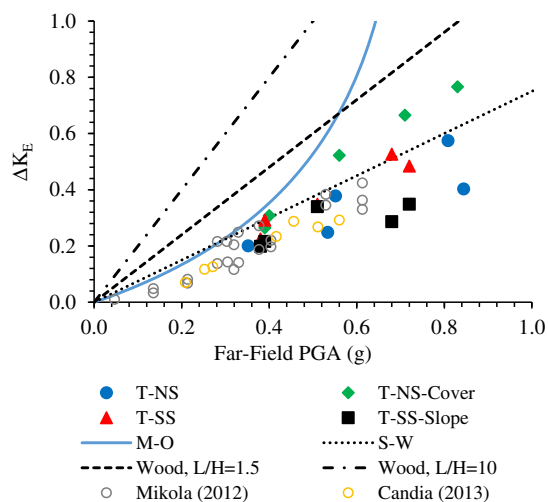 1.0
0.8
0.6
0.4
0.2
0.0
ΔK_E
0.0 0.2 0.4 0.6 0.8 1.0
Far-Field PGA (g)
T-NS T-NS-Cover
T-SS T-SS-Slope
M-O S-W
Wood, L/H=1.5 Wood, L/H=10
Mikola (2012) Candia (2013)